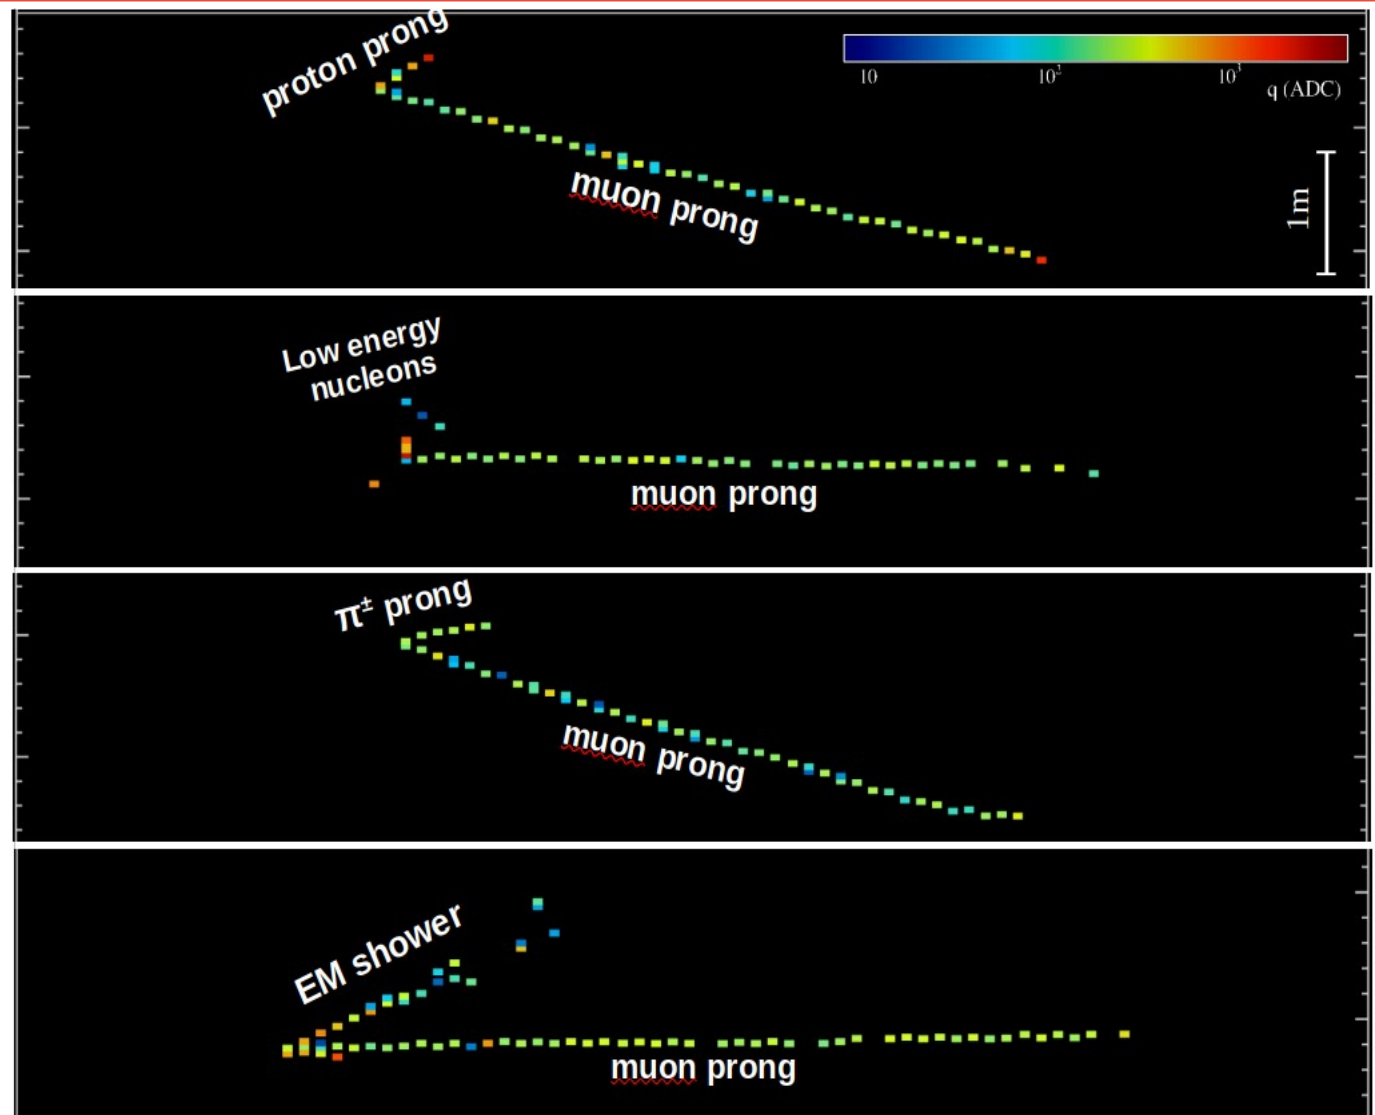 proton prong
10 10² 10³
q (ADC)
muon prong
1m
Low energy
nucleons
muon prong
π± prong
muon prong
EM shower
muon prong